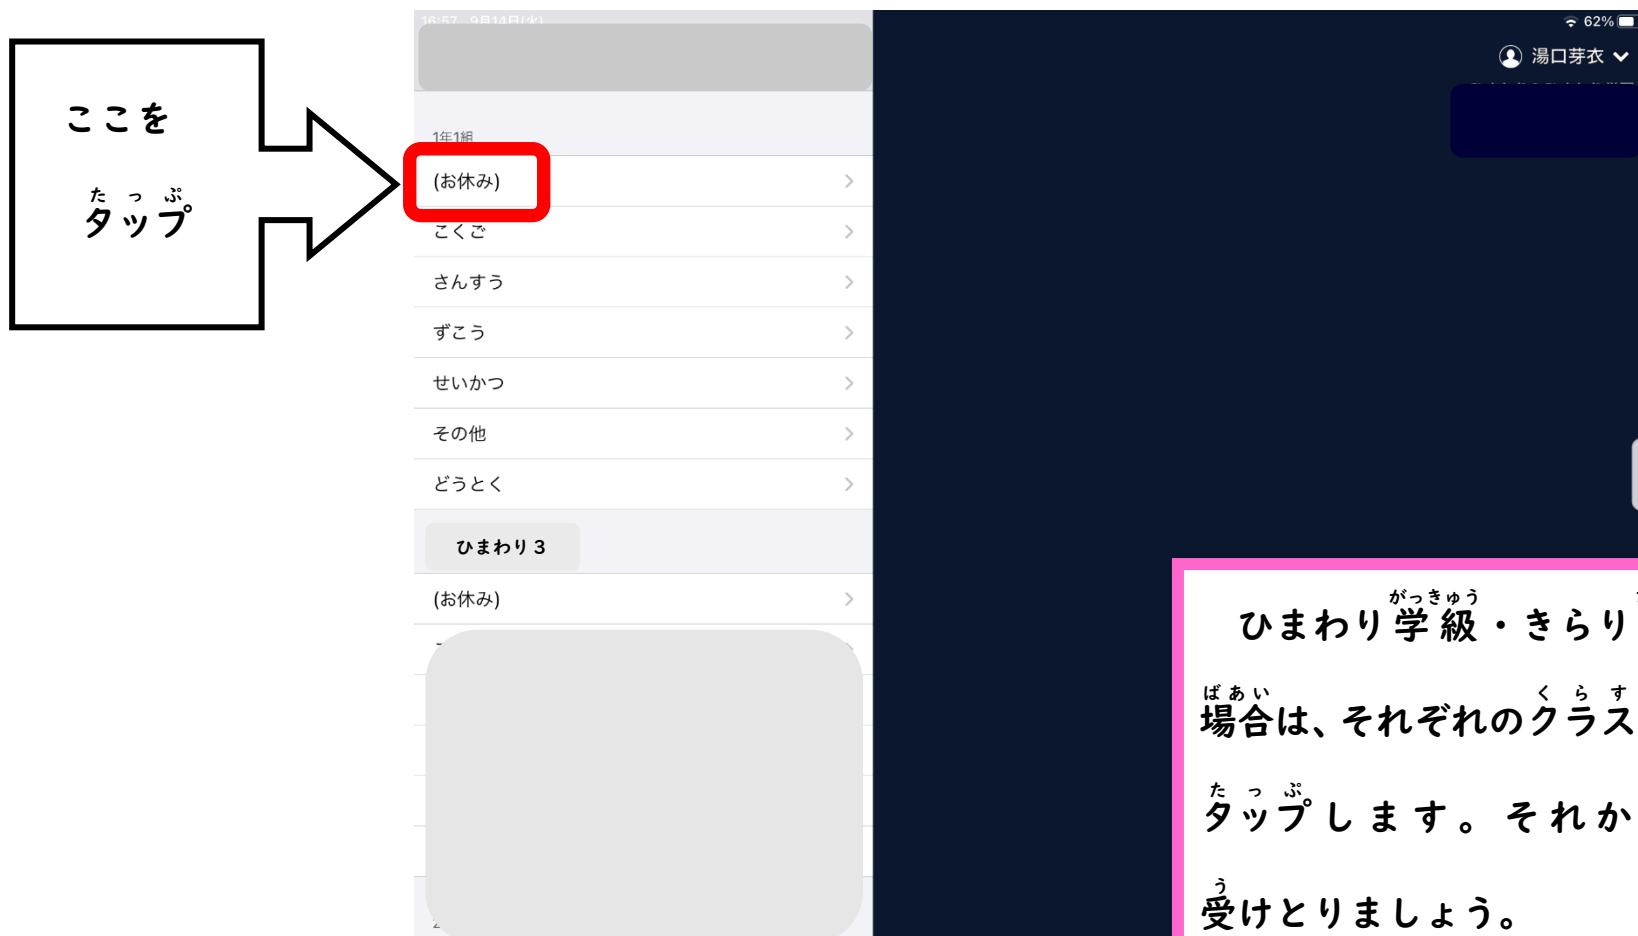 16:57 9月14日(火)
62%
湯口芽衣
ここを
たっぷ
タップ
1年1組
(お休み)
こくご
さんすう
ずこう
せいかつ
その他
どうとく
ひまわり3
(お休み)
がっきゅう
ひまわり学級・きらり
ばあい くらす
場合は、それぞれのクラス
たっぷ
タップします。それか
う
受けとりましょう。